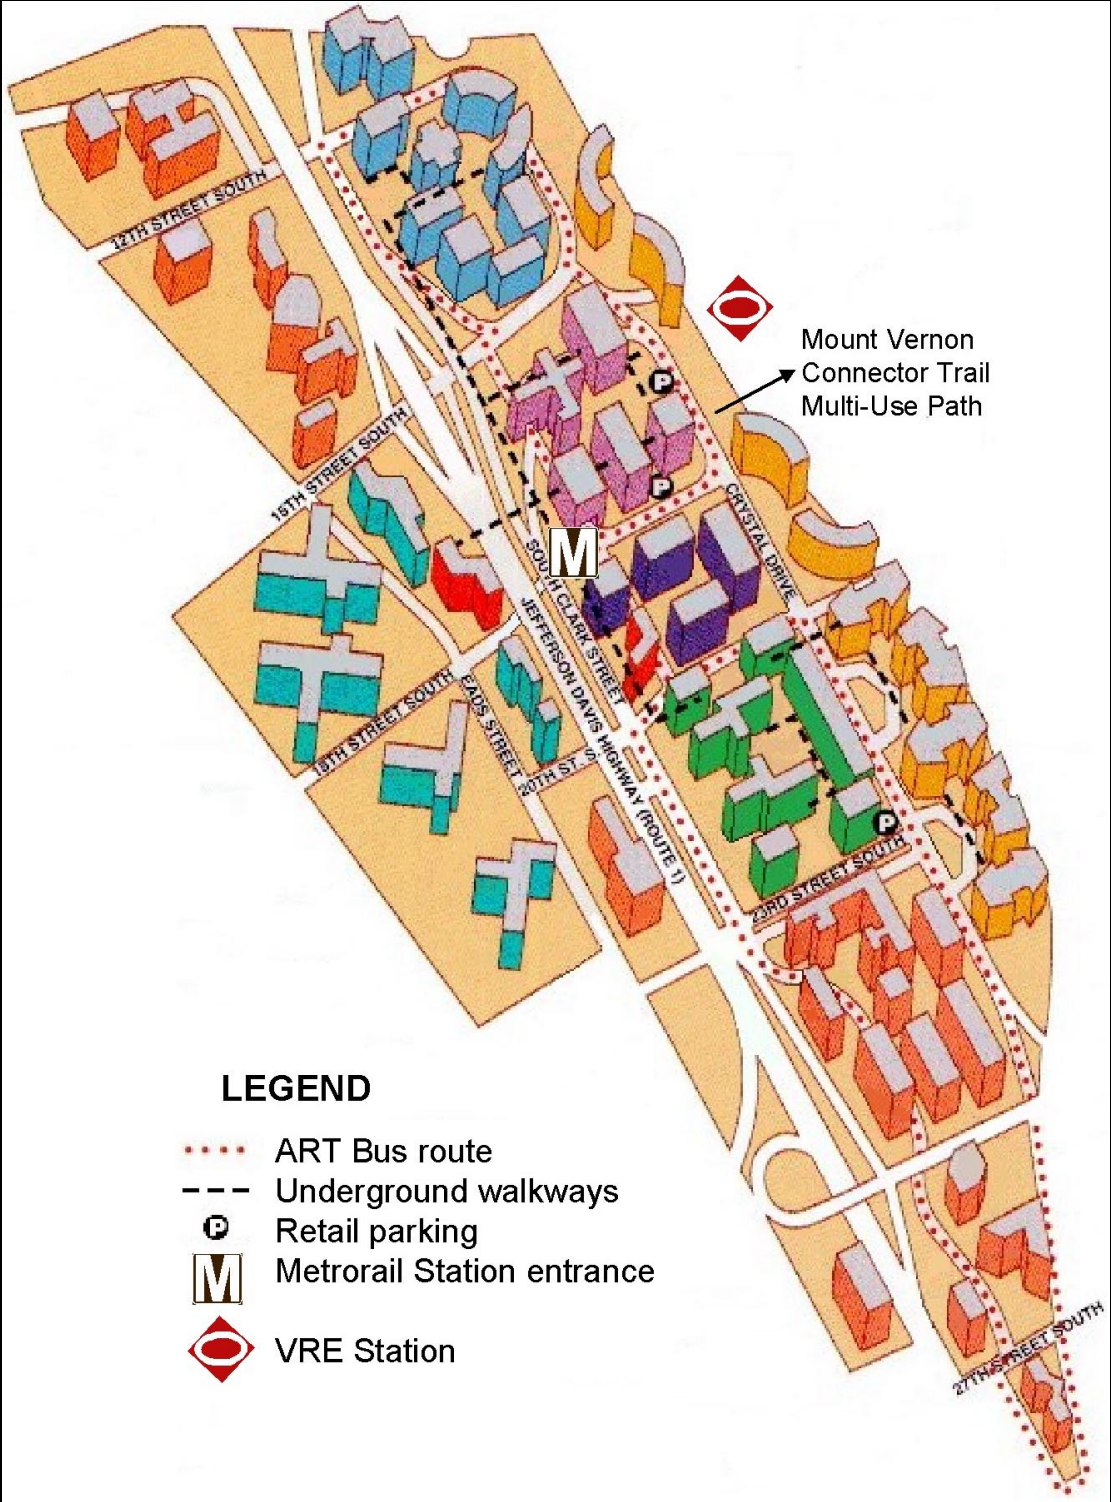 12TH STREET SOUTH
Mount Vernon
Connector Trail
Multi-Use Path
15TH STREET SOUTH
P
P
CRYSTAL DRIVE
M
SOUTH CLARK STREET
JEFFERSON DAVIS HIGHWAY (ROUTE 1)
18TH STREET SOUTH
EADS STREET
20TH ST. S.
P
23RD STREET SOUTH
LEGEND
ART Bus route
Underground walkways
P Retail parking
M Metrorail Station entrance
VRE Station
27TH STREET SOUTH